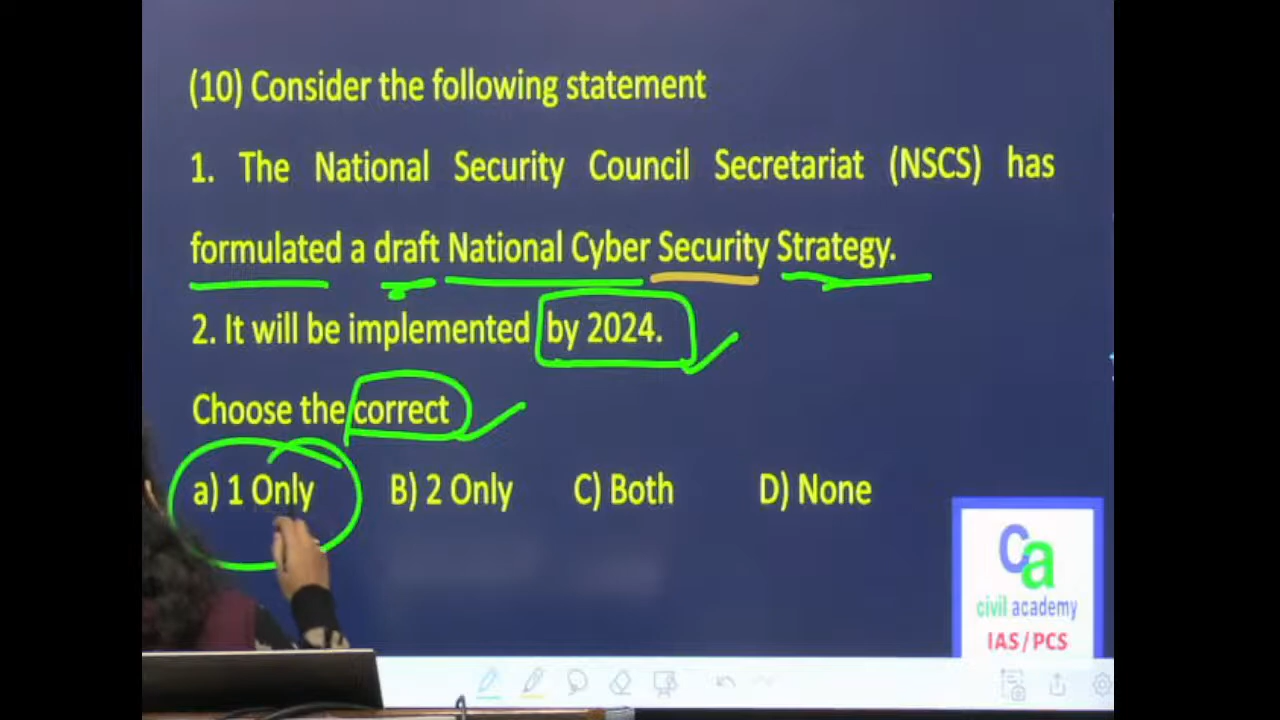 (10) Consider the following statement
1. The National Security Council Secretariat (NSCS) has
formulated a draft National Cyber Security Strategy.
2. It will be implemented by 2024.
Choose the correct
a) 1 Only B) 2 Only C) Both D) None
Ca
civil academy
IAS/PCS